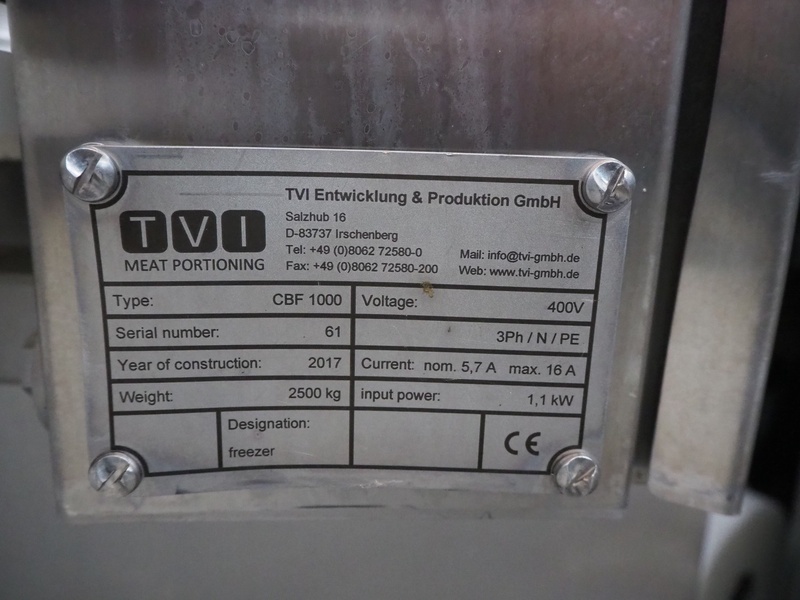 TVI
MEAT PORTIONING
TVI Entwicklung & Produktion GmbH
Salzhub 16
D-83737 Irschenberg
Tel: +49 (0)8062 72580-0
Fax: +49 (0)8062 72580-200
Mail: info@tvi-gmbh.de
Web: www.tvi-gmbh.de
Type: CBF 1000
Voltage: 400V
Serial number: 61
3Ph / N / PE
Year of construction: 2017
Current: nom. 5,7 A max. 16 A
Weight: 2500 kg
input power: 1,1 kW
Designation:
freezer
CE